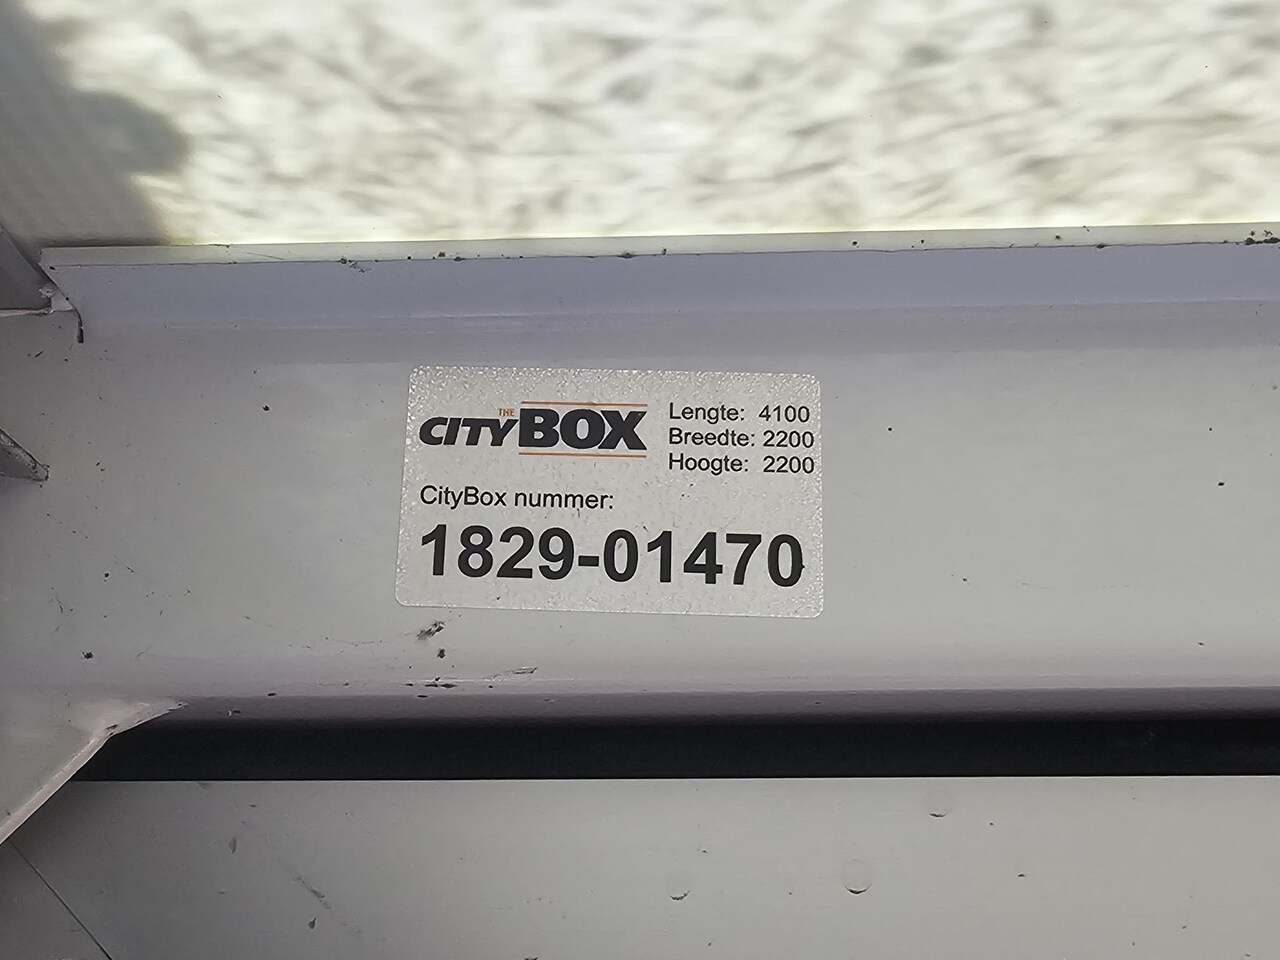 THE
CITYBOX
Lengte: 4100
Breedte: 2200
Hoogte: 2200
CityBox nummer:
1829-01470